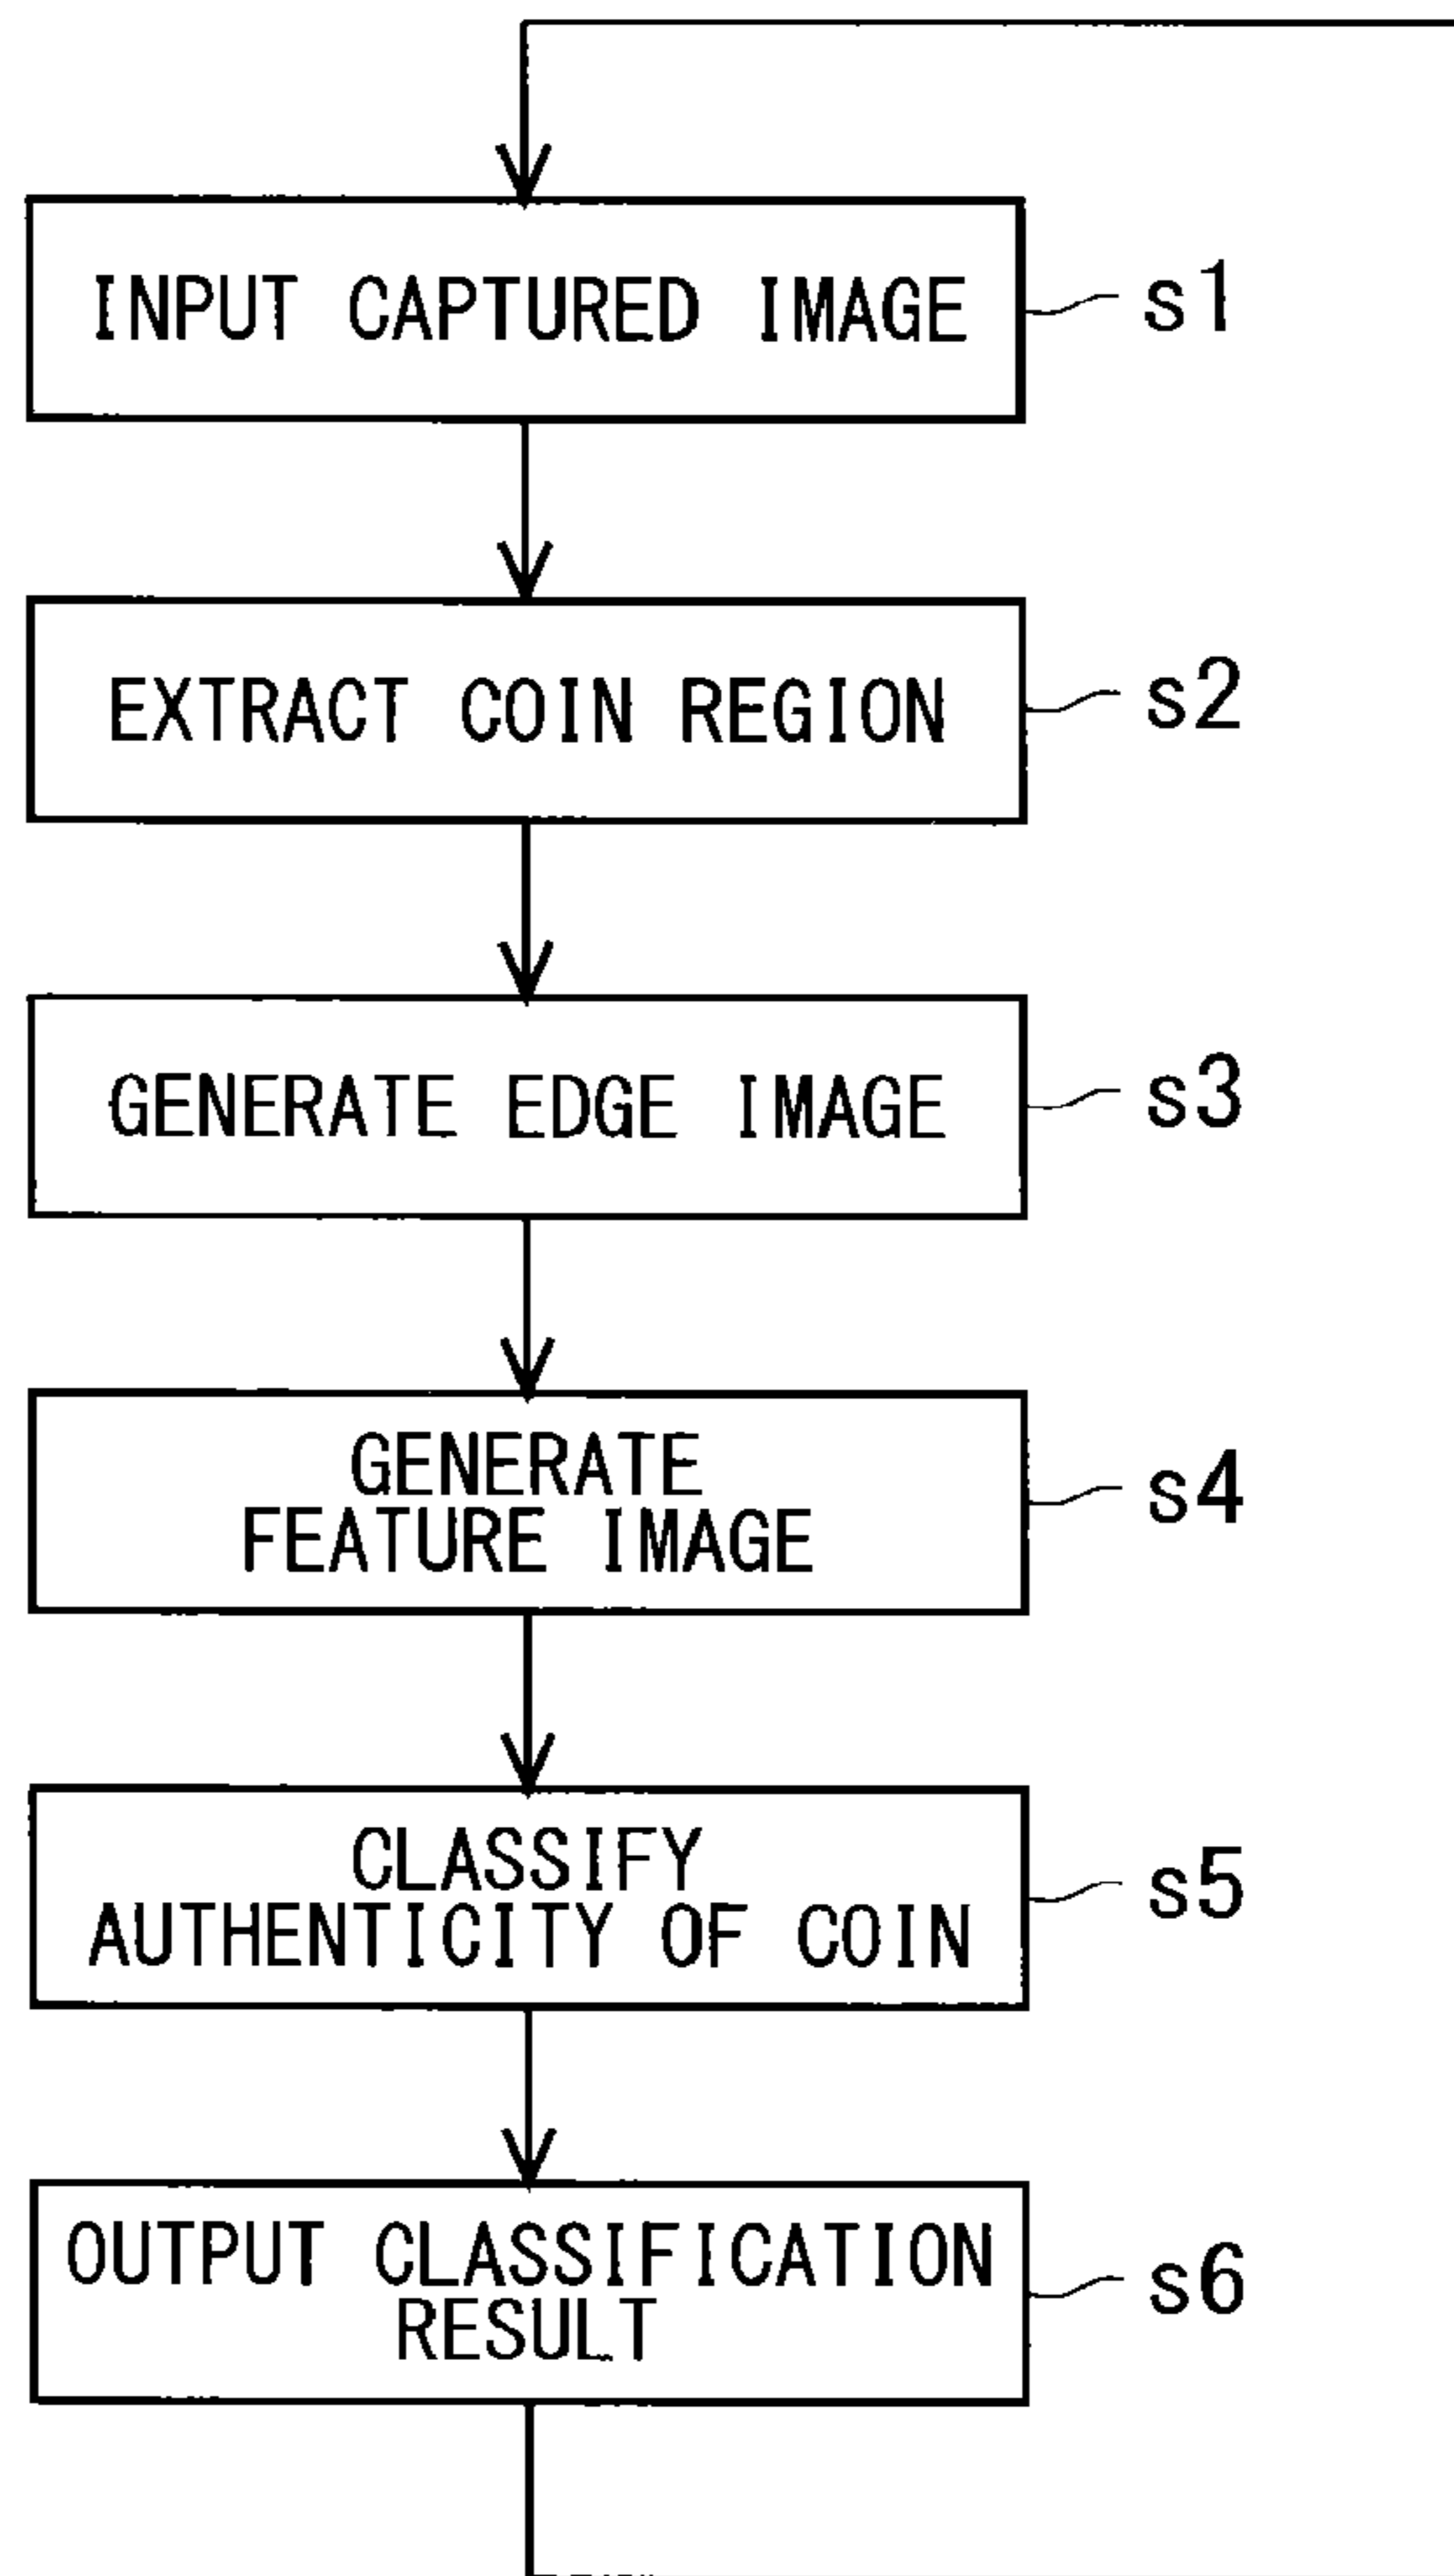 INPUT CAPTURED IMAGE
s1
EXTRACT COIN REGION
s2
GENERATE EDGE IMAGE
s3
GENERATE
FEATURE IMAGE
s4
CLASSIFY
AUTHENTICITY OF COIN
s5
OUTPUT CLASSIFICATION
RESULT
s6